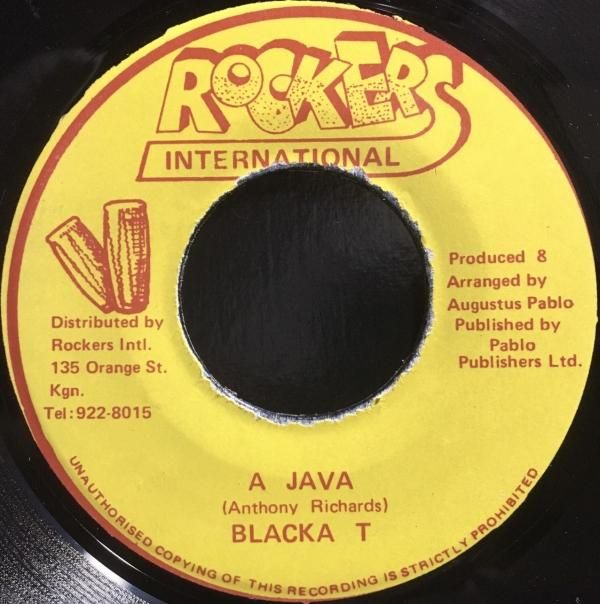 ROCKERS
INTERNATIONAL
Distributed by
Rockers Intl.
135 Orange St.
Kgn.
Tel:922-8015
Produced &
Arranged by
Augustus Pablo
Published by
Pablo
Publishers Ltd.
A JAVA
(Anthony Richards)
BLACKA T
UNAUTHORISED COPYING OF THIS RECORDING IS STRICTLY PROHIBITED